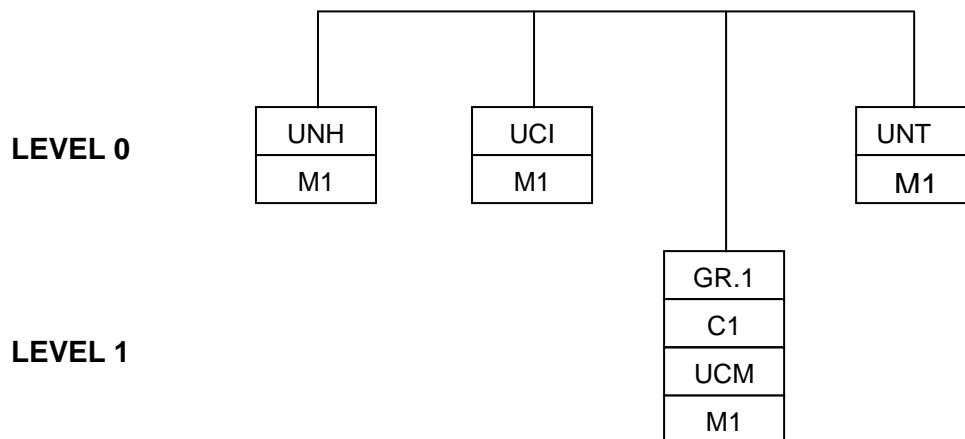 LEVEL 0
UNH
M1
UCI
M1
UNT
M1
LEVEL 1
GR.1
C1
UCM
M1